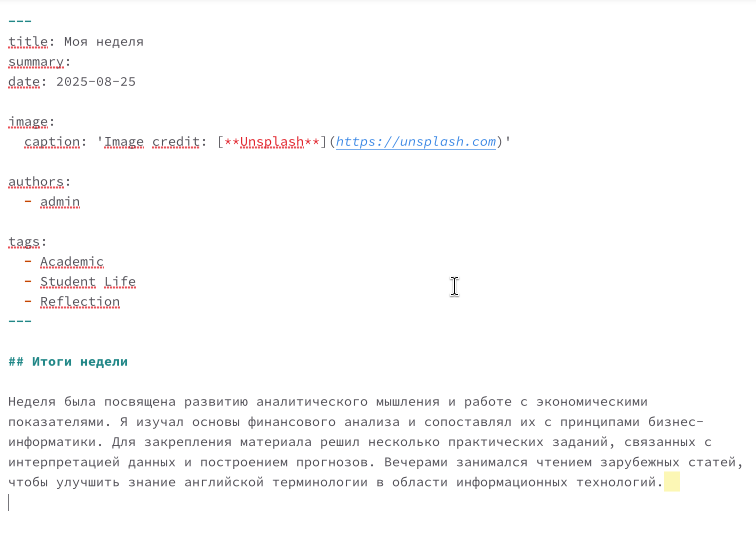 ---
title: Моя неделя
summary:
date: 2025-08-25
image:
caption: 'Image credit: [**Unsplash**](https://unsplash.com)'
authors:
- admin
tags:
- Academic
- Student Life
- Reflection
---
## Итоги недели
Неделя была посвящена развитию аналитического мышления и работе с экономическими
показателями. Я изучал основы финансового анализа и сопоставлял их с принципами бизнес-
информатики. Для закрепления материала решил несколько практических заданий, связанных с
интерпретацией данных и построением прогнозов. Вечерами занимался чтением зарубежных статей,
чтобы улучшить знание английской терминологии в области информационных технологий.